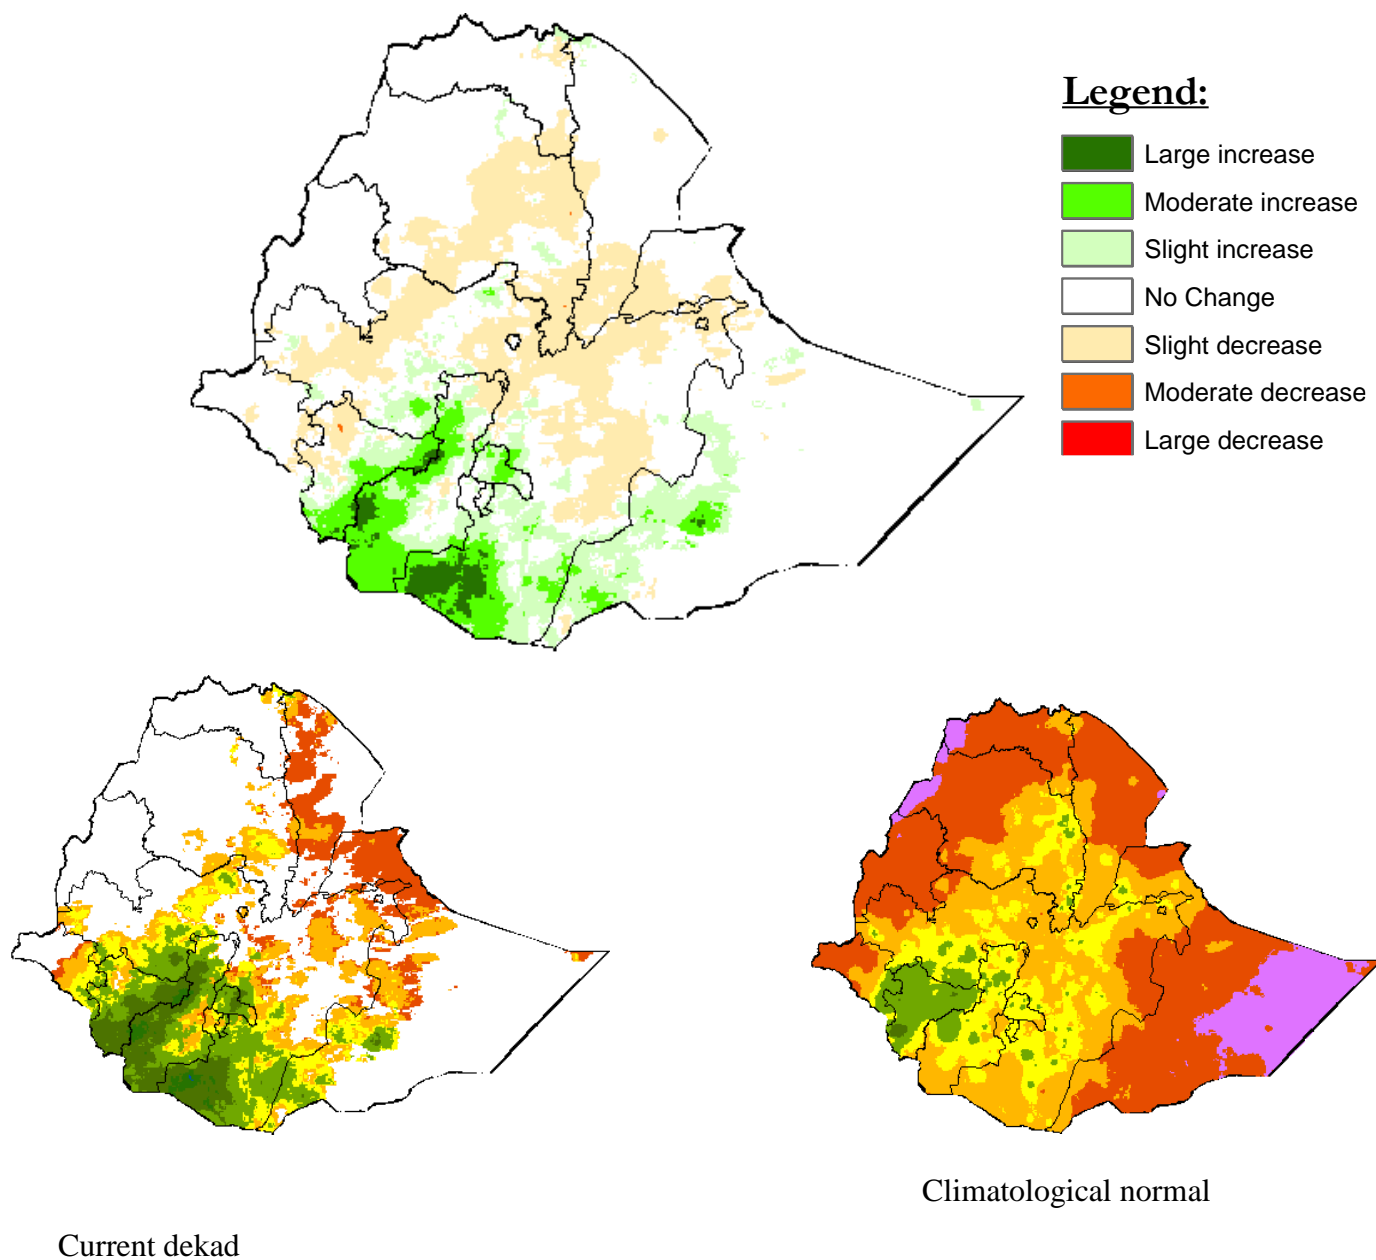 Legend:
Large increase
Moderate increase
Slight increase
No Change
Slight decrease
Moderate decrease
Large decrease
Climatological normal
Current dekad